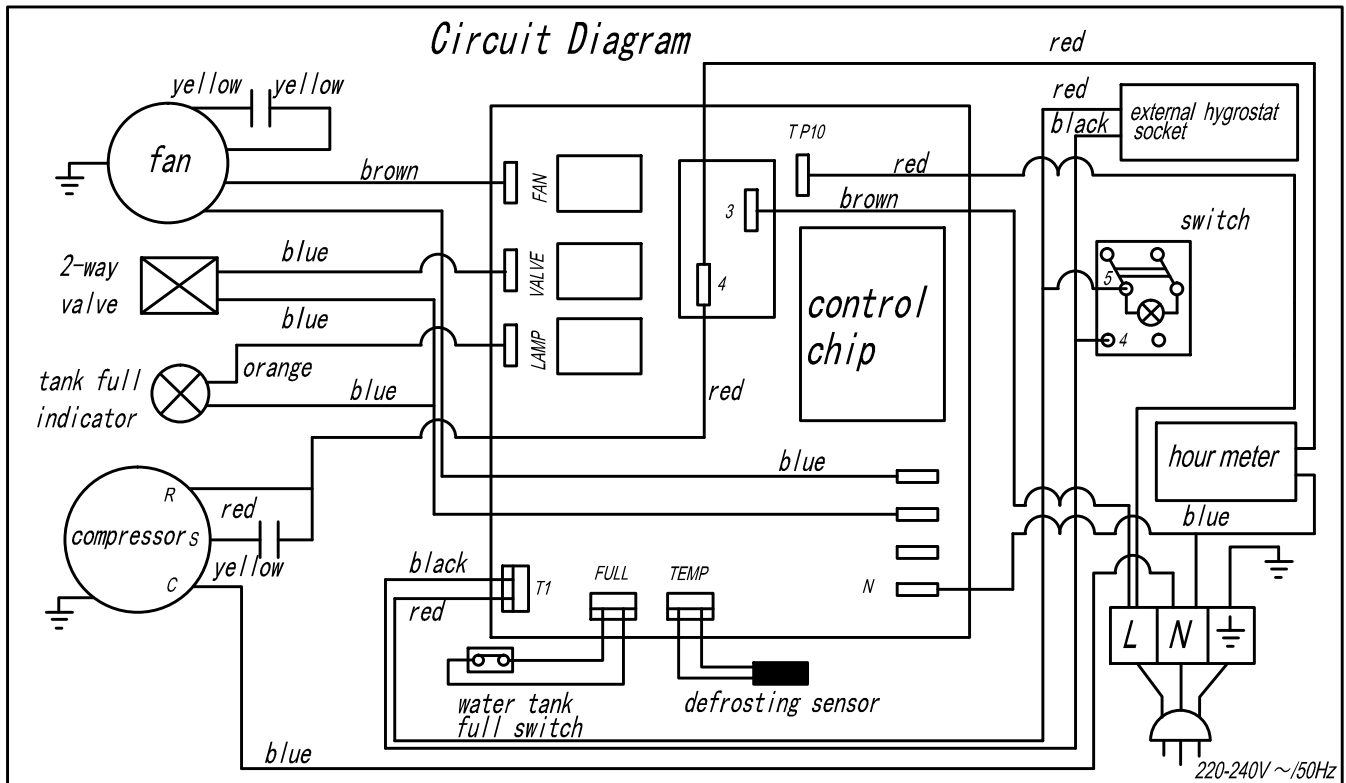 Circuit Diagram
red
yellow
yellow
red
external hygrostat
socket
black
TP10
fan
red
brown
FAN
brown
3
switch
blue
2-way
valve
VALVE
4
5
control
chip
blue
LAMP
4
orange
tank full
indicator
blue
red
hour meter
blue
R
red
compressor
S
yellow
blue
C
black
T1
FULL
TEMP
N
red
L
N
water tank
full switch
defrosting sensor
blue
220-240V ~/50Hz